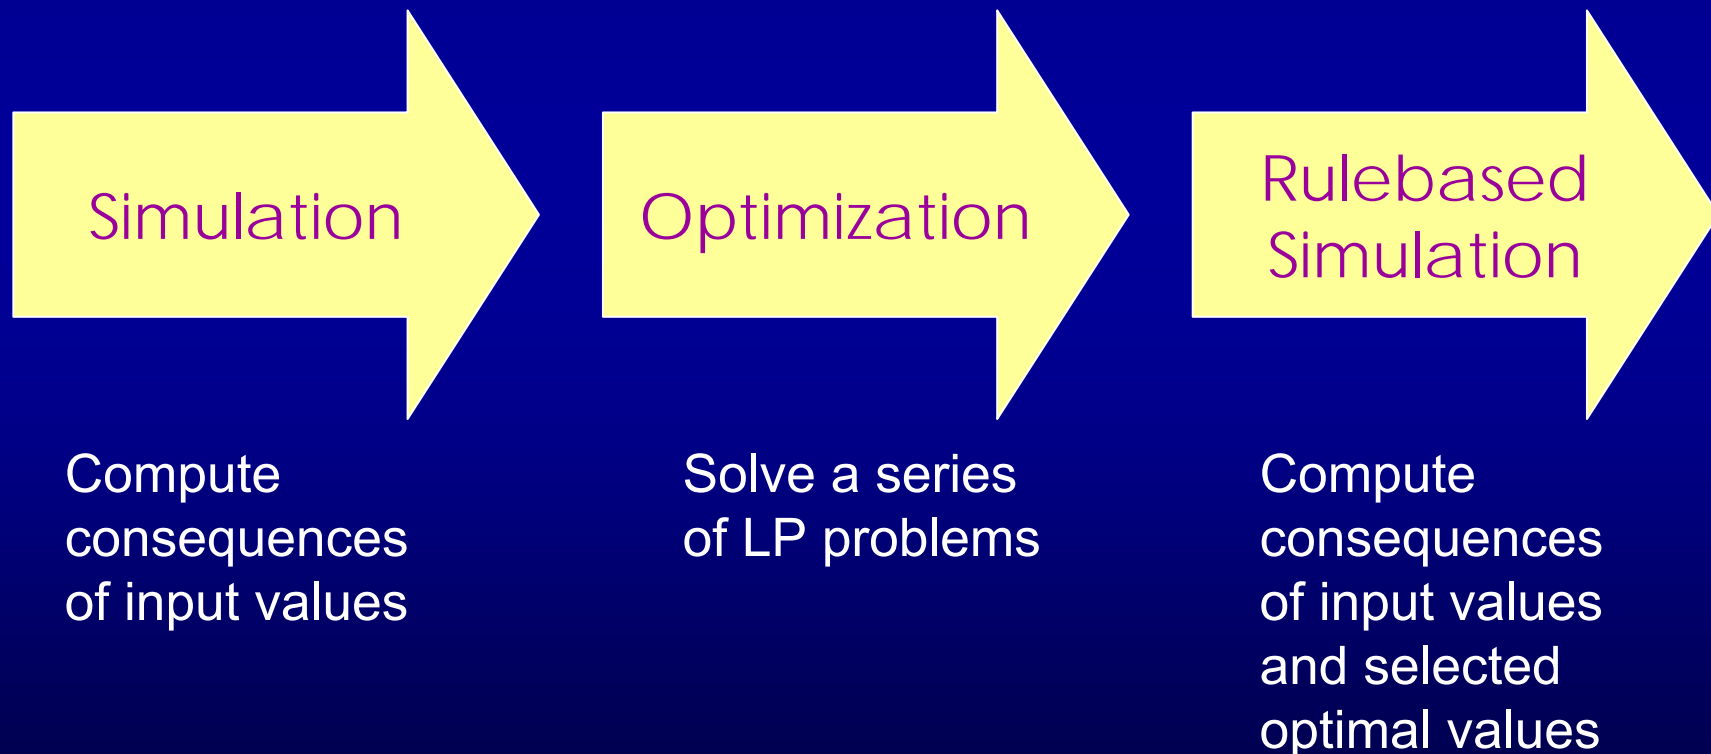 Simulation
Compute
consequences
of input values
Optimization
Solve a series
of LP problems
Rulebased
Simulation
Compute
consequences
of input values
and selected
optimal values